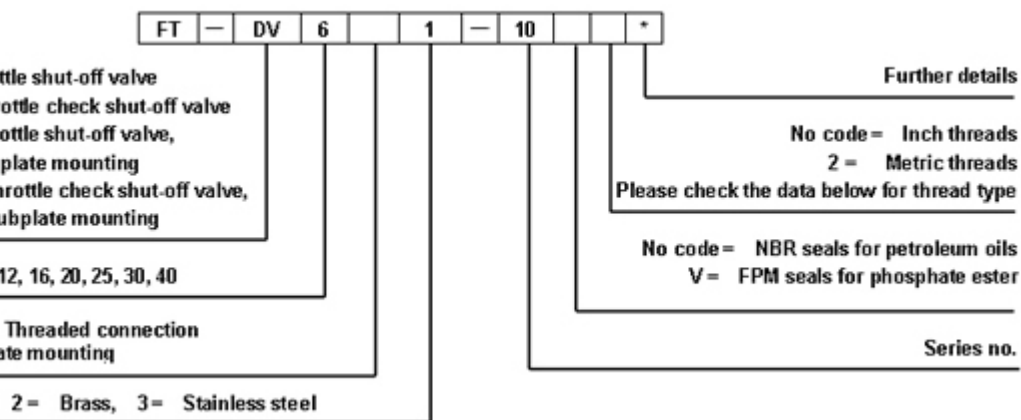 FT — DV 6 1 — 10 *
ttle shut-off valve
ottle check shut-off valve
ottle shut-off valve,
plate mounting
rottle check shut-off valve,
ubplate mounting
12, 16, 20, 25, 30, 40
Threaded connection
ate mounting
2 = Brass, 3 = Stainless steel
Further details
No code = Inch threads
2 = Metric threads
Please check the data below for thread type
No code = NBR seals for petroleum oils
V = FPM seals for phosphate ester
Series no.